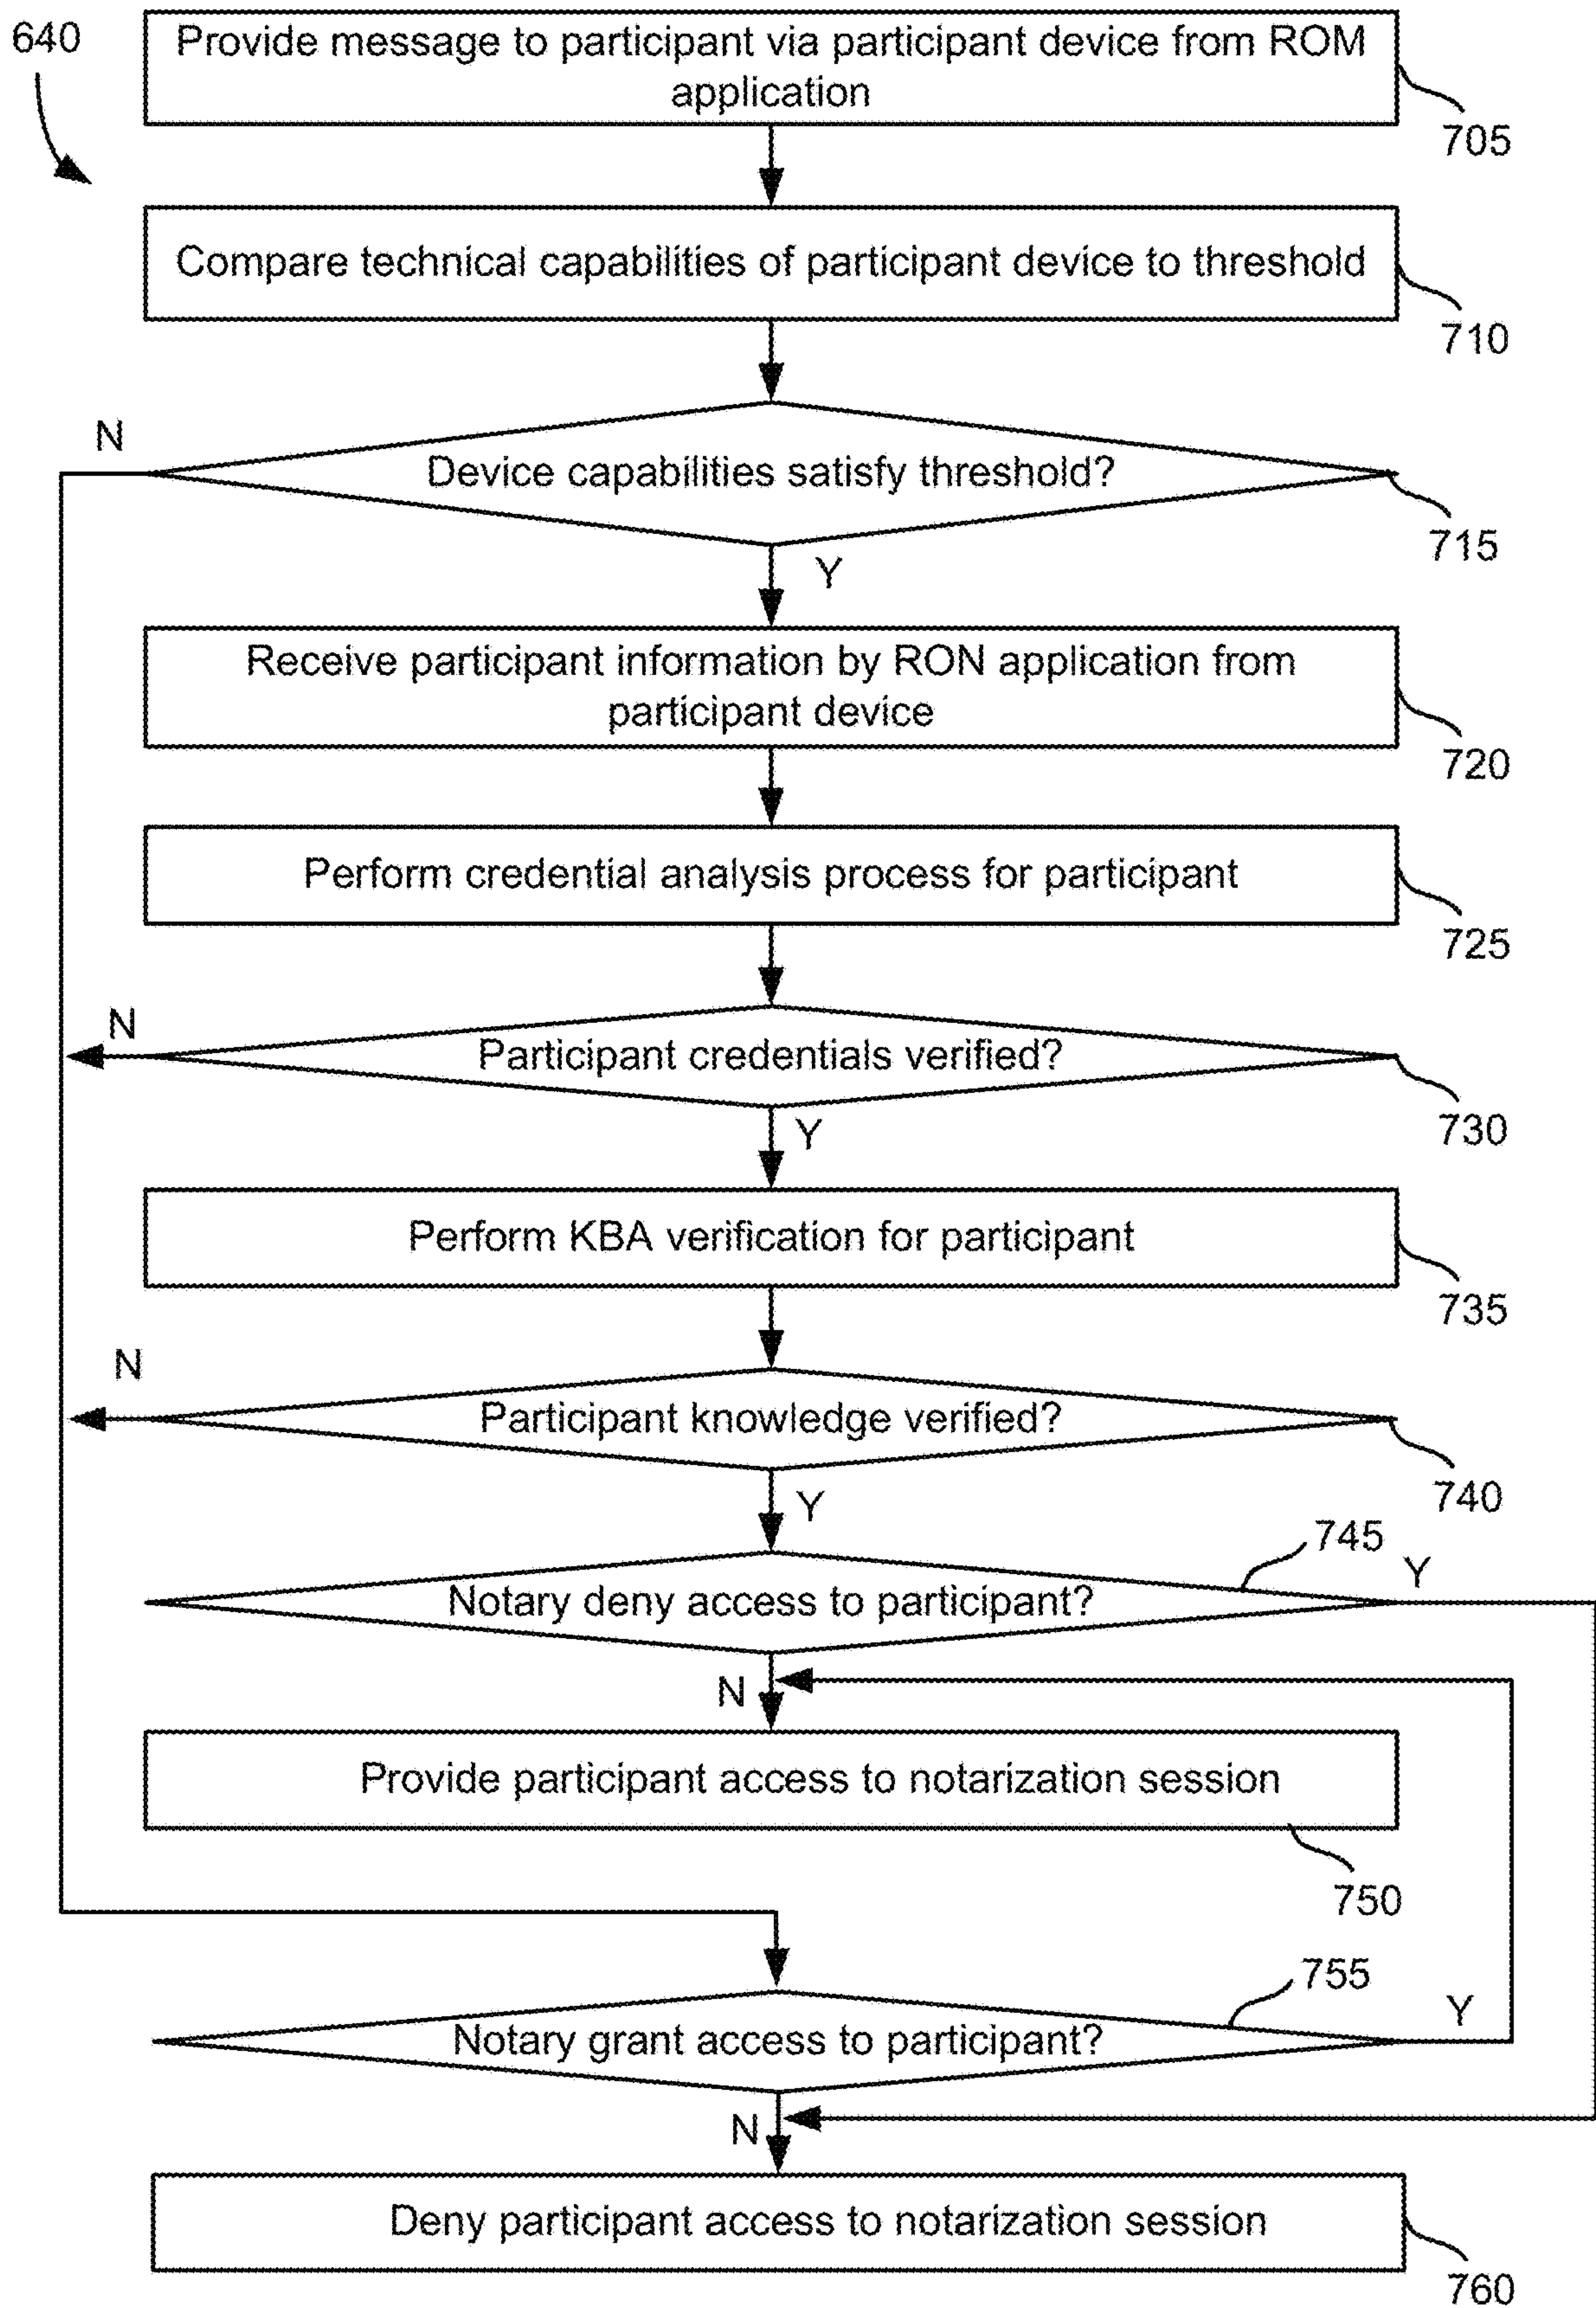 640
Provide message to participant via participant device from ROM
application
705
Compare technical capabilities of participant device to threshold
710
N
Device capabilities satisfy threshold?
715
Y
Receive participant information by RON application from
participant device
720
Perform credential analysis process for participant
725
N
Participant credentials verified?
730
Y
Perform KBA verification for participant
735
N
Participant knowledge verified?
740
Y
745
Y
Notary deny access to participant?
N
Provide participant access to notarization session
750
755
Y
Notary grant access to participant?
N
Deny participant access to notarization session
760